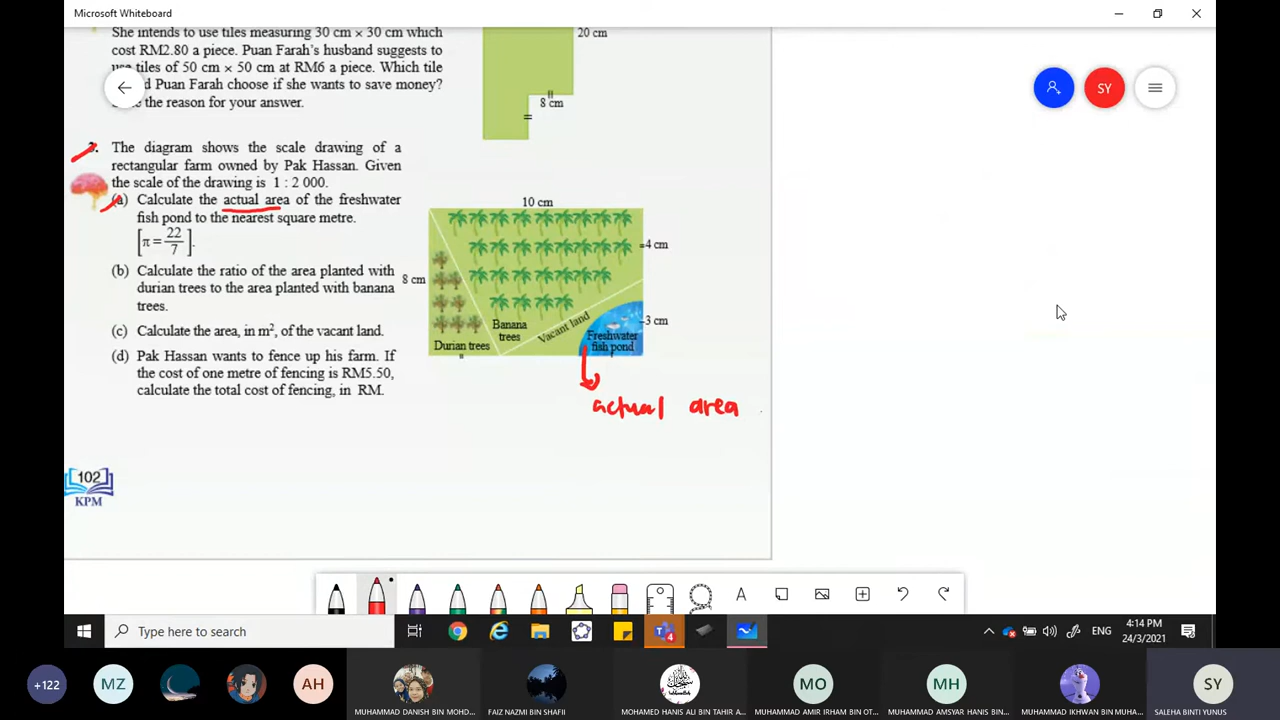 Microsoft Whiteboard
She intends to use tiles measuring 30 cm × 30 cm which
cost RM2.80 a piece. Puan Farah's husband suggests to
use tiles of 50 cm × 50 cm at RM6 a piece. Which tile
d Puan Farah choose if she wants to save money?
the reason for your answer.
20 cm
8 cm
SY
3. The diagram shows the scale drawing of a
rectangular farm owned by Pak Hassan. Given
the scale of the drawing is 1 : 2 000.
(a) Calculate the actual area of the freshwater
fish pond to the nearest square metre.
[π = 22/7].
(b) Calculate the ratio of the area planted with
durian trees to the area planted with banana
trees.
(c) Calculate the area, in m², of the vacant land.
(d) Pak Hassan wants to fence up his farm. If
the cost of one metre of fencing is RM5.50,
calculate the total cost of fencing, in RM.
10 cm
4 cm
8 cm
3 cm
Banana
trees
Vacant land
Durian trees
Freshwater
fish pond
actual area
102
KPM
A
Type here to search
4
ENG
4:14 PM
24/3/2021
+122
MZ
AH
MUHAMMAD DANISH BIN MOHD...
FAIZ NAZMI BIN SHAFII
MOHAMED HANIS ALI BIN TAHIR A...
MO
MUHAMMAD AMIR IRHAM BIN OT...
MH
MUHAMMAD AMSYAR HANIS BIN...
MUHAMMAD IKHWAN BIN MUHA...
SY
SALEHA BINTI YUNUS